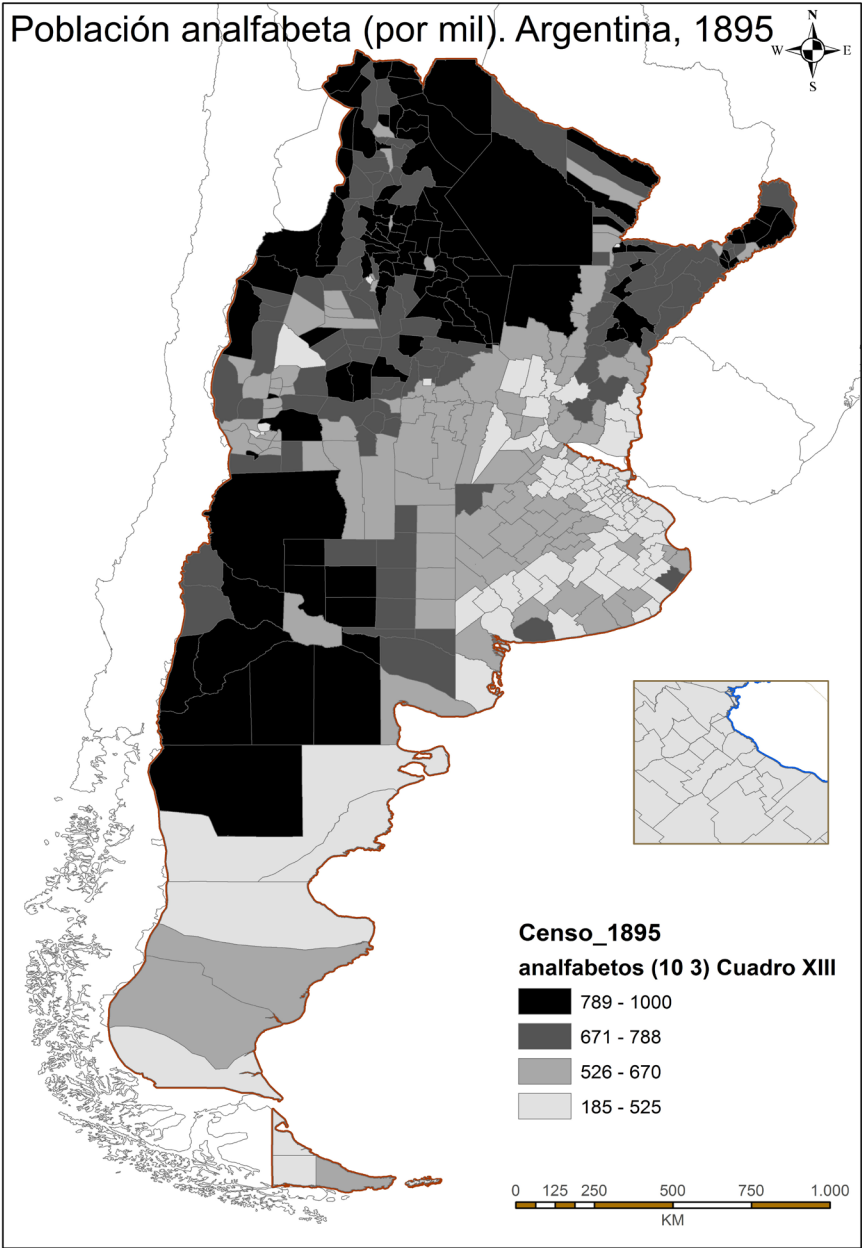 Población analfabeta (por mil). Argentina, 1895
N
W E
S
Censo_1895
analfabetos (10 3) Cuadro XIII
789 - 1000
671 - 788
526 - 670
185 - 525
0 125 250 500 750 1.000
KM